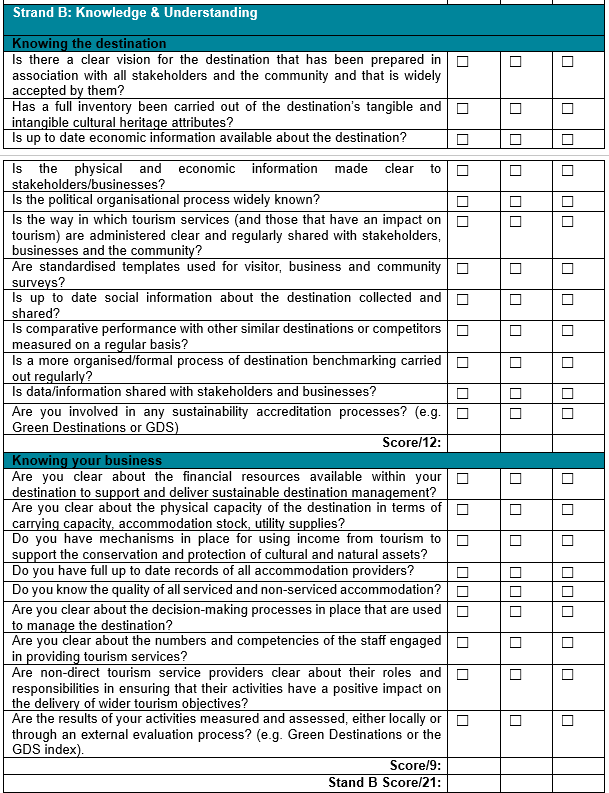 Strand B: Knowledge & Understanding
Knowing the destination
Is there a clear vision for the destination that has been prepared in
association with all stakeholders and the community and that is widely
accepted by them?
Has a full inventory been carried out of the destination's tangible and
intangible cultural heritage attributes?
Is up to date economic information available about the destination?
Is the physical and economic information made clear to
stakeholders/businesses?
Is the political organisational process widely known?
Is the way in which tourism services (and those that have an impact on
tourism) are administered clear and regularly shared with stakeholders,
businesses and the community?
Are standardised templates used for visitor, business and community
surveys?
Is up to date social information about the destination collected and
shared?
Is comparative performance with other similar destinations or competitors
measured on a regular basis?
Is a more organised/formal process of destination benchmarking carried
out regularly?
Is data/information shared with stakeholders and businesses?
Are you involved in any sustainability accreditation processes? (e.g.
Green Destinations or GDS)
Score/12:
Knowing your business
Are you clear about the financial resources available within your
destination to support and deliver sustainable destination management?
Are you clear about the physical capacity of the destination in terms of
carrying capacity, accommodation stock, utility supplies?
Do you have mechanisms in place for using income from tourism to
support the conservation and protection of cultural and natural assets?
Do you have full up to date records of all accommodation providers?
Do you know the quality of all serviced and non-serviced accommodation?
Are you clear about the decision-making processes in place that are used
to manage the destination?
Are you clear about the numbers and competencies of the staff engaged
in providing tourism services?
Are non-direct tourism service providers clear about their roles and
responsibilities in ensuring that their activities have a positive impact on
the delivery of wider tourism objectives?
Are the results of your activities measured and assessed, either locally or
through an external evaluation process? (e.g. Green Destinations or the
GDS index).
Score/9:
Stand B Score/21: